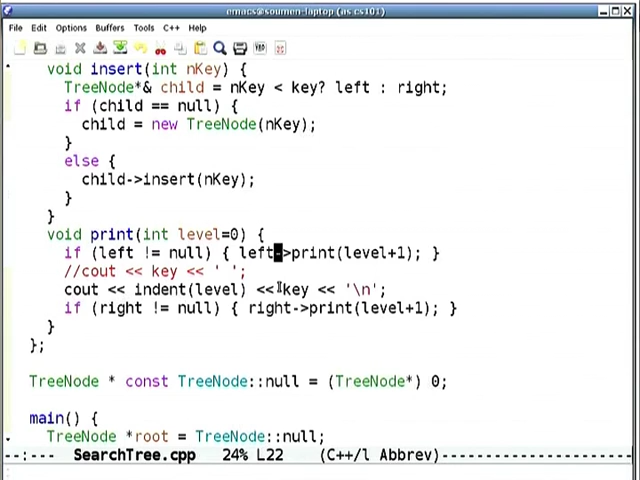 emacs@soumen-laptop (as cs101)
File Edit Options Buffers Tools C++ Help
void insert(int nKey) {
TreeNode*& child = nKey < key? left : right;
if (child == null) {
child = new TreeNode(nKey);
}
else {
child->insert(nKey);
}
}
void print(int level=0) {
if (left != null) { left->print(level+1); }
//cout << key << ' ';
cout << indent(level) << key << '\n';
if (right != null) { right->print(level+1); }
}
};
TreeNode * const TreeNode::null = (TreeNode*) 0;
main() {
TreeNode *root = TreeNode::null;
--:--- SearchTree.cpp 24% L22 (C++/l Abbrev)-----------------------